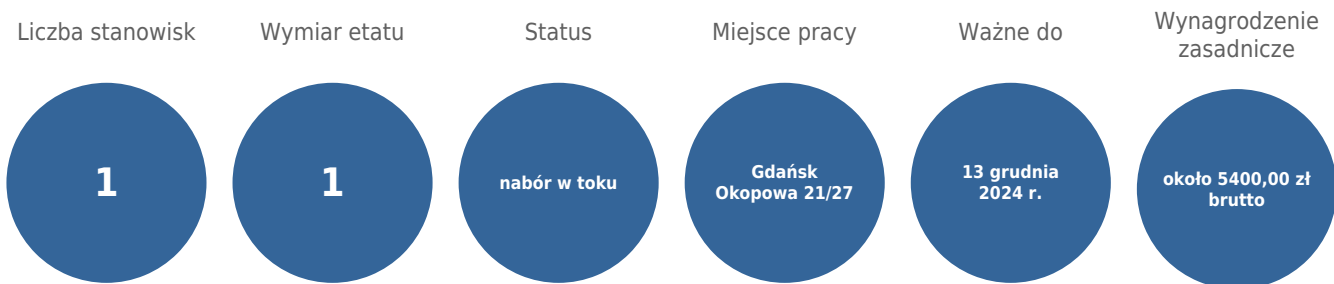 Liczba stanowisk
1
Wymiar etatu
1
Status
nabór w toku
Miejsce pracy
Gdańsk
Okopowa 21/27
Ważne do
13 grudnia
2024 r.
Wynagrodzenie
zasadnicze
około 5400,00 zł
brutto